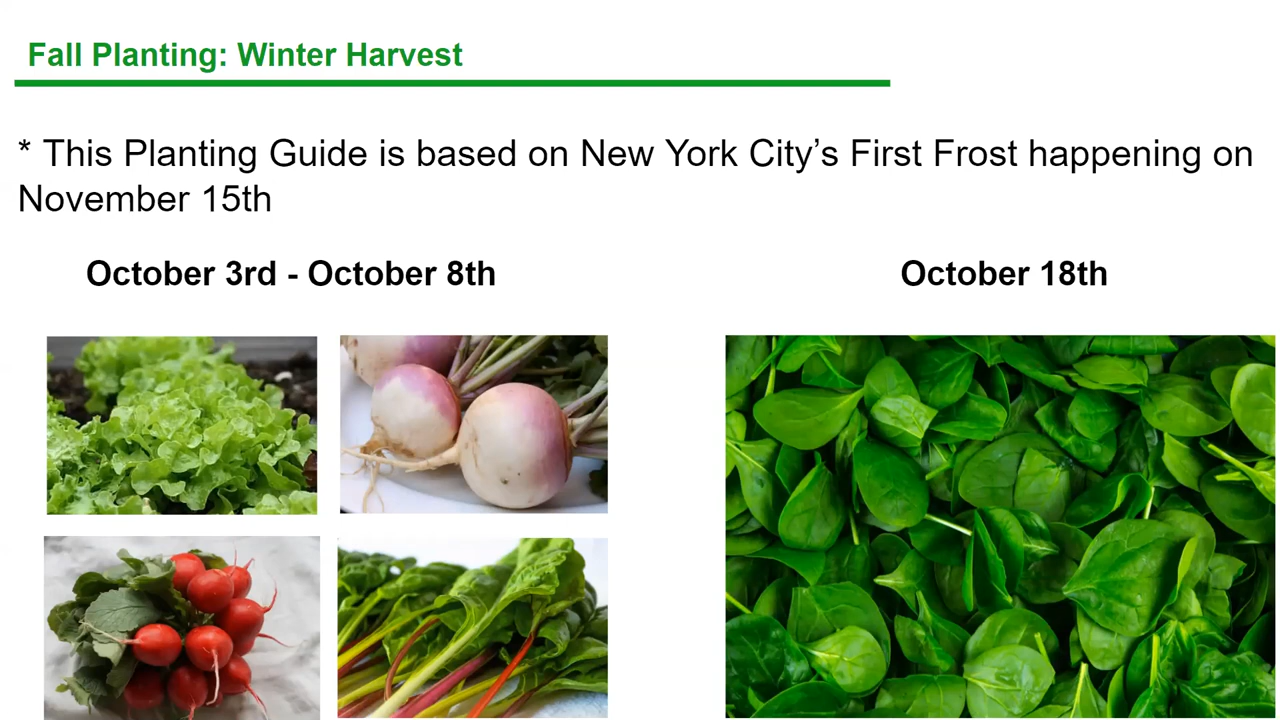 Fall Planting: Winter Harvest
* This Planting Guide is based on New York City’s First Frost happening on
November 15th
October 3rd - October 8th
October 18th